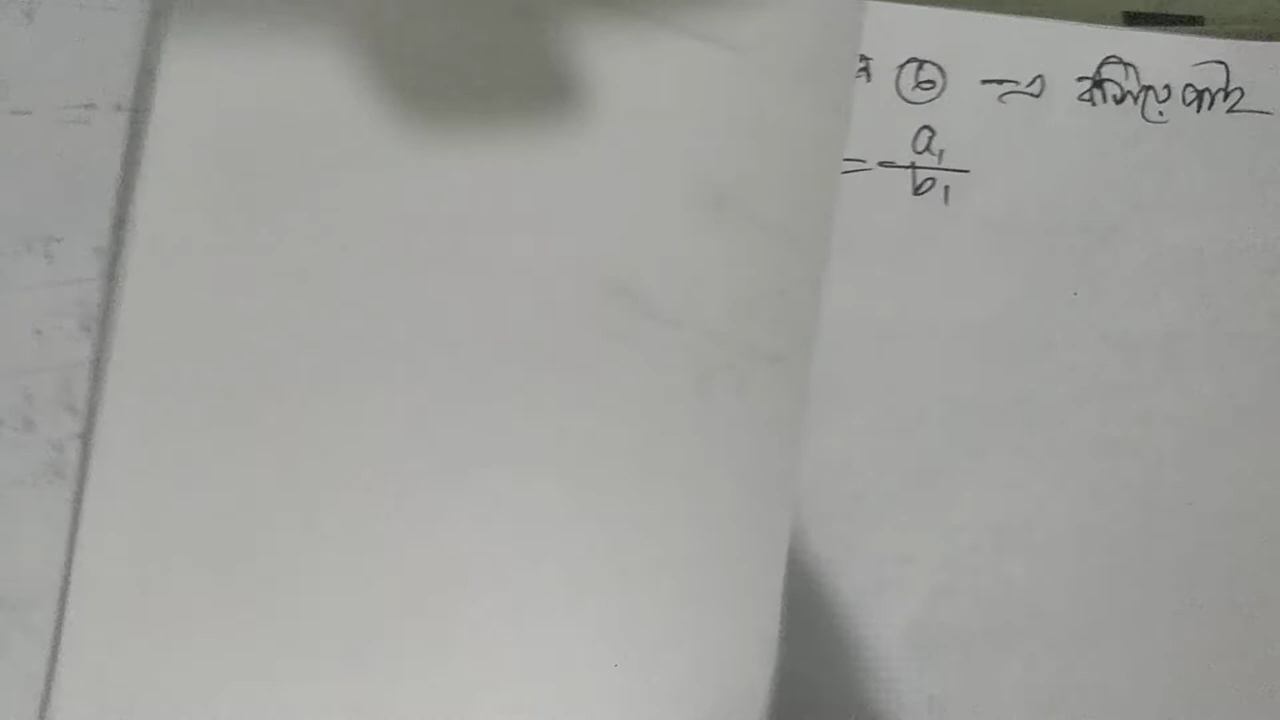 ⑥ -এ বসিয়ে পাই
= - a₁/b₁